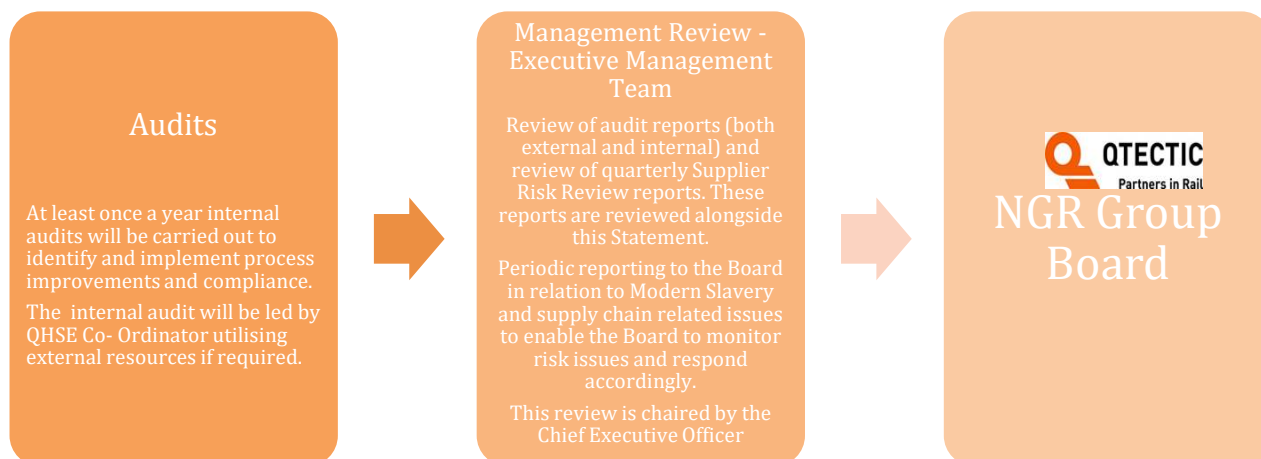 Audits
At least once a year internal
audits will be carried out to
identify and implement process
improvements and compliance.
The  internal audit will be led by
QHSE Co- Ordinator utilising
external resources if required.
Management Review -
Executive Management
Team
Review of audit reports (both
external and internal) and
review of quarterly Supplier
Risk Review reports. These
reports are reviewed alongside
this Statement.
Periodic reporting to the Board
in relation to Modern Slavery
and supply chain related issues
to enable the Board to monitor
risk issues and respond
accordingly.
This review is chaired by the
Chief Executive Officer
QTECTIC
Partners in Rail
NGR Group
Board